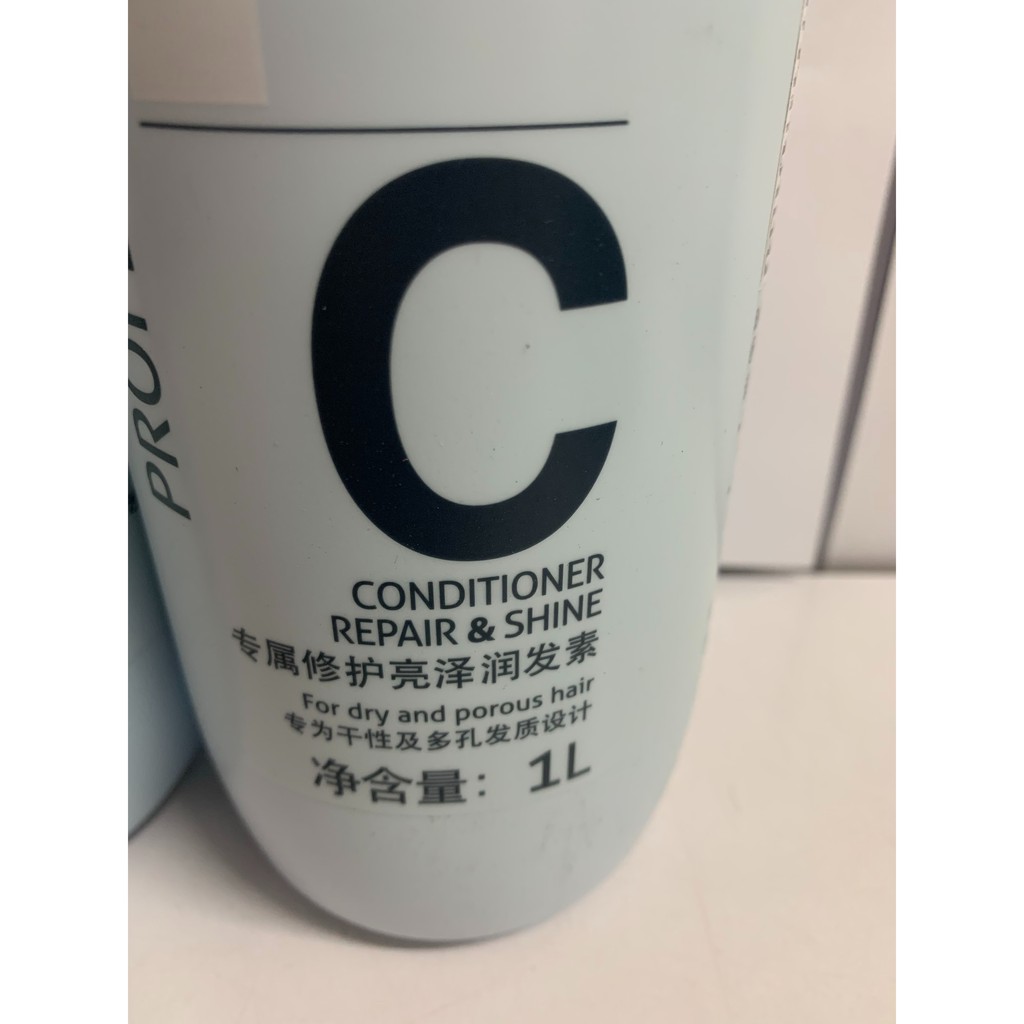 C
CONDITIONER
REPAIR & SHINE
专属修护亮泽润发素
For dry and porous hair
专为干性及多孔发质设计
净含量：1L